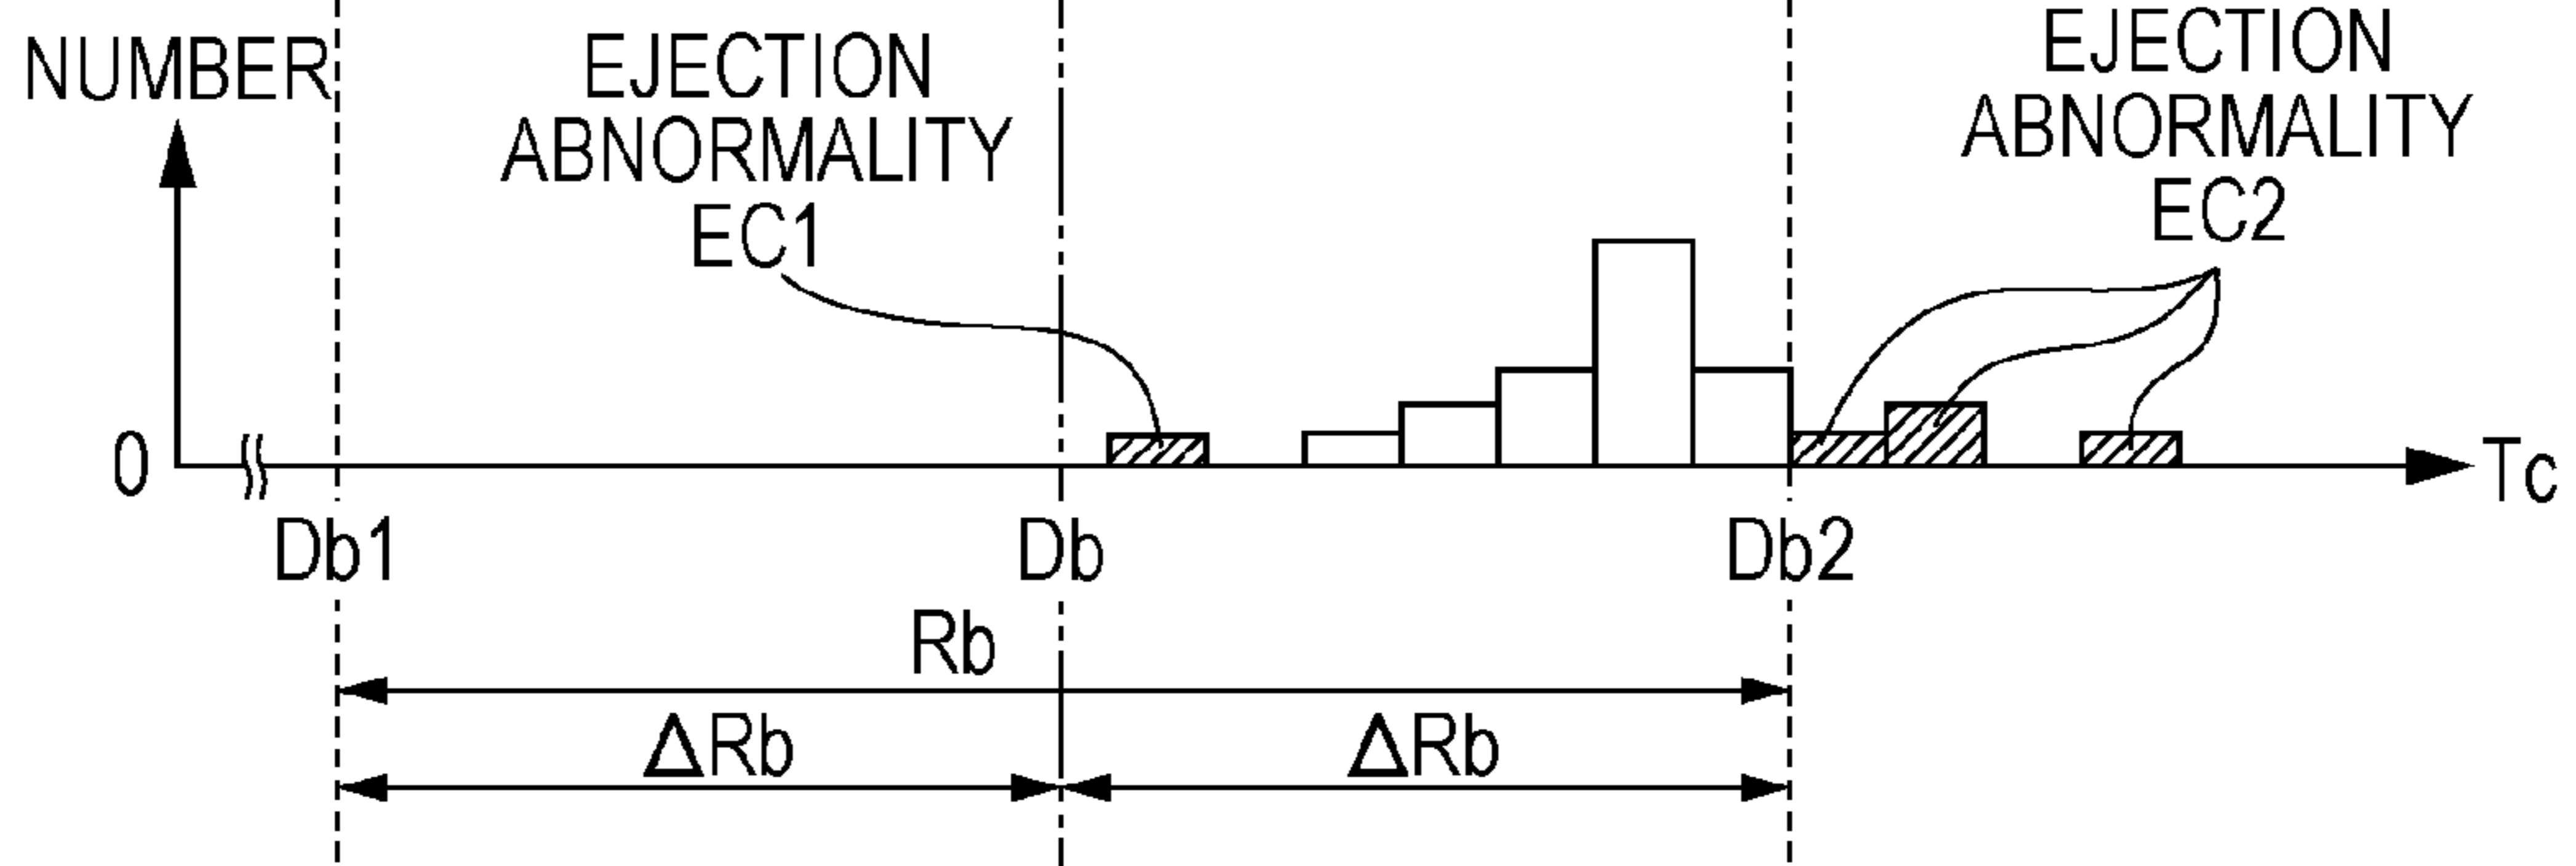 NUMBER
EJECTION
ABNORMALITY
EC1
EJECTION
ABNORMALITY
EC2
0
Tc
Db1
Db
Db2
Rb
ΔRb
ΔRb